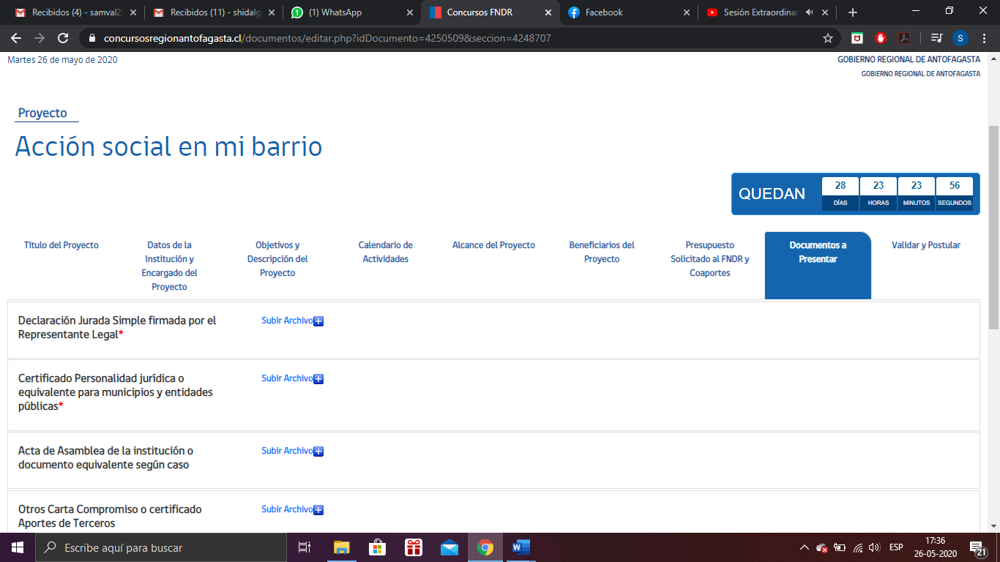 Recibidos (4) - samval2
Recibidos (11) - shidalg
(1) WhatsApp
Concursos FNDR
Facebook
Sesión Extraordinar
concursosregionantofagasta.cl/documentos/editar.php?idDocumento=4250509&seccion=4248707
S
Martes 26 de mayo de 2020
GOBIERNO REGIONAL DE ANTOFAGASTA
GOBIERNO REGIONAL DE ANTOFAGASTA
Proyecto
Acción social en mi barrio
QUEDAN
28 23 23 56
DÍAS HORAS MINUTOS SEGUNDOS
Título del Proyecto
Datos de la
Institución y
Encargado del
Proyecto
Objetivos y
Descripción del
Proyecto
Calendario de
Actividades
Alcance del Proyecto
Beneficiarios del
Proyecto
Presupuesto
Solicitado al FNDR y
Coaportes
Documentos a
Presentar
Validar y Postular
Declaración Jurada Simple firmada por el
Representante Legal*
Subir Archivo
Certificado Personalidad jurídica o
equivalente para municipios y entidades
públicas*
Subir Archivo
Acta de Asamblea de la institución o
documento equivalente según caso
Subir Archivo
Otros Carta Compromiso o certificado
Aportes de Terceros
Subir Archivo
Escribe aquí para buscar
ESP
17:36
26-05-2020
21